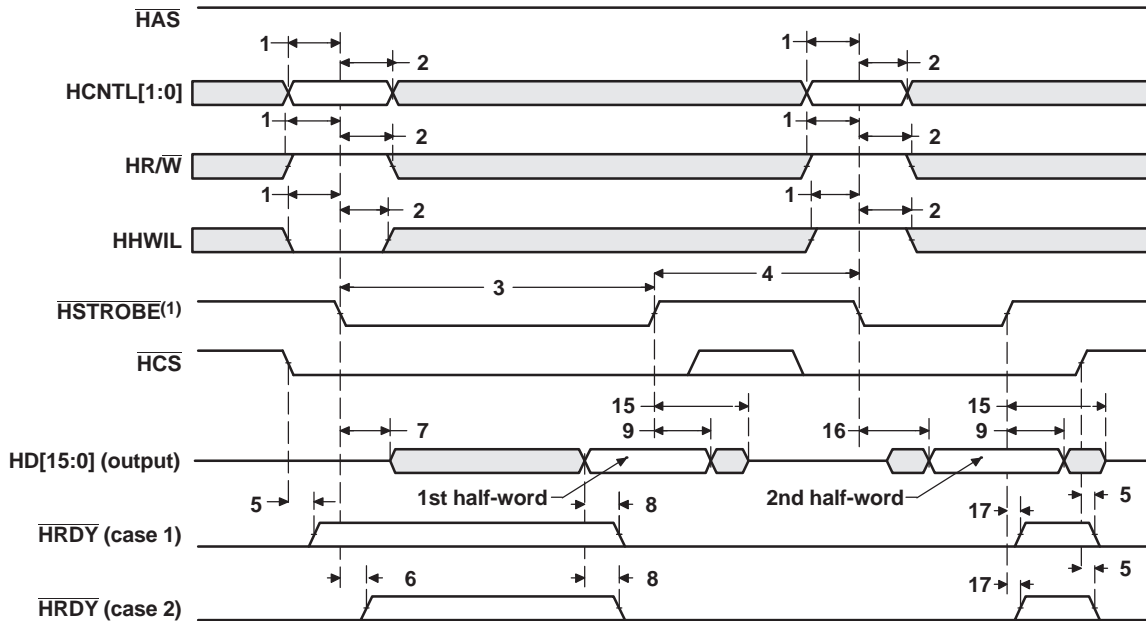 HAS
1
2
1
2
HCNTL[1:0]
1
2
1
2
HR/W
1
2
1
2
HHWIL
3
4
HSTROBE(1)
HCS
7
15
9
16
15
9
HD[15:0] (output)
1st half-word
2nd half-word
5
8
17
5
HRDY (case 1)
6
8
17
5
HRDY (case 2)